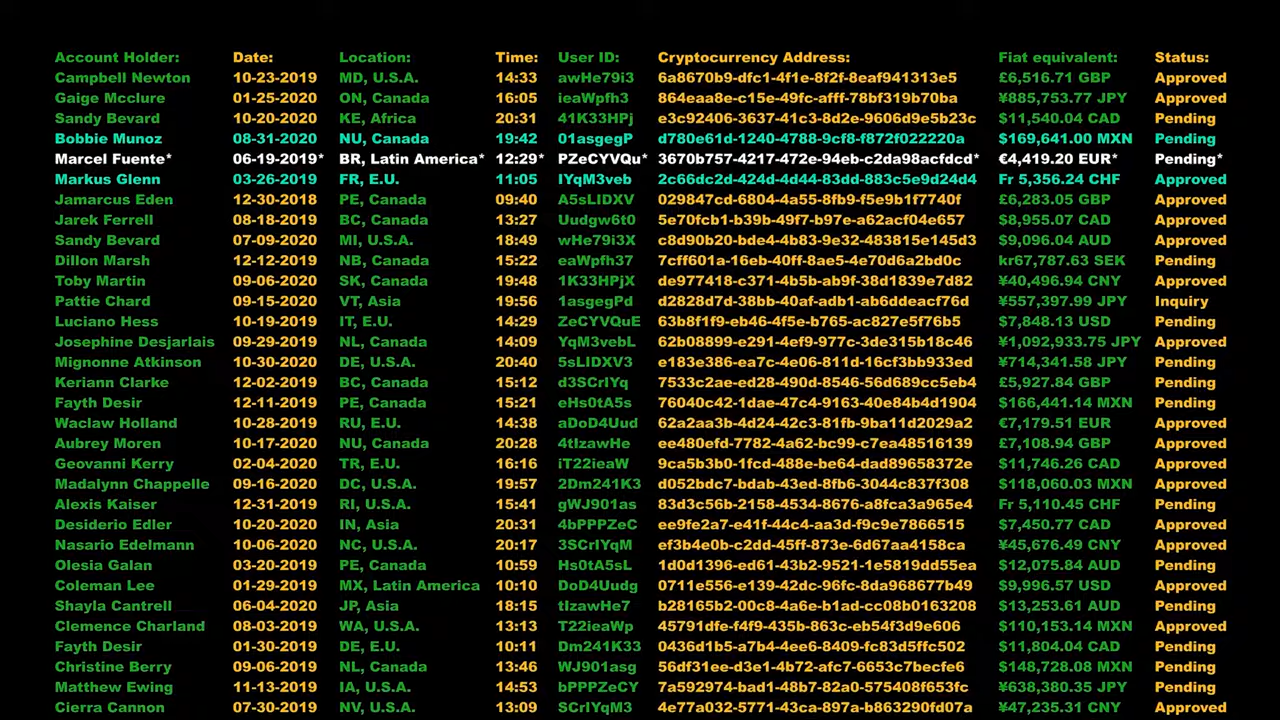 Account Holder: Date: Location: Time: User ID: Cryptocurrency Address: Fiat equivalent: Status:
Campbell Newton 10-23-2019 MD, U.S.A. 14:33 awHe79i3 6a8670b9-dfc1-4f1e-8f2f-8eaf941313e5 £6,516.71 GBP Approved
Gaige Mcclure 01-25-2020 ON, Canada 16:05 ieaWpfh3 864eaa8e-c15e-49fc-afff-78bf319b70ba ¥885,753.77 JPY Approved
Sandy Bevard 10-20-2020 KE, Africa 20:31 41K33HPj e3c92406-3637-41c3-8d2e-9606d9e5b23c $11,540.04 CAD Pending
Bobbie Munoz 08-31-2020 NU, Canada 19:42 01asgegP d780e61d-1240-4788-9cf8-f872f022220a $169,641.00 MXN Pending
Marcel Fuente* 06-19-2019* BR, Latin America* 12:29* PZeCYVQu* 3670b757-4217-472e-94eb-c2da98acfdcd* €4,419.20 EUR* Pending*
Markus Glenn 03-26-2019 FR, E.U. 11:05 IYqM3veb 2c66dc2d-424d-4d44-83dd-883c5e9d24d4 Fr 5,356.24 CHF Approved
Jamarcus Eden 12-30-2018 PE, Canada 09:40 A5sLIDXV 029847cd-6804-4a55-8fb9-f5e9b1f7740f £6,283.05 GBP Approved
Jarek Ferrell 08-18-2019 BC, Canada 13:27 Uudgw6t0 5e70fcb1-b39b-49f7-b97e-a62acf04e657 $8,955.07 CAD Approved
Sandy Bevard 07-09-2020 MI, U.S.A. 18:49 wHe79i3X c8d90b20-bde4-4b83-9e32-483815e145d3 $9,096.04 AUD Approved
Dillon Marsh 12-12-2019 NB, Canada 15:22 eaWpfh37 7cff601a-16eb-40ff-8ae5-4e70d6a2bd0c kr67,787.63 SEK Pending
Toby Martin 09-06-2020 SK, Canada 19:48 1K33HPjX de977418-c371-4b5b-ab9f-38d1839e7d82 ¥40,496.94 CNY Approved
Pattie Chard 09-15-2020 VT, Asia 19:56 1asgegPd d2828d7d-38bb-40af-adb1-ab6ddeacf76d ¥557,397.99 JPY Inquiry
Luciano Hess 10-19-2019 IT, E.U. 14:29 ZeCYVQuE 63b8f1f9-eb46-4f5e-b765-ac827e5f76b5 $7,848.13 USD Pending
Josephine Desjarlais 09-29-2019 NL, Canada 14:09 YqM3vebL 62b08899-e291-4ef9-977c-3de315b18c46 ¥1,092,933.75 JPY Approved
Mignonne Atkinson 10-30-2020 DE, U.S.A. 20:40 5sLIDXV3 e183e386-ea7c-4e06-811d-16cf3bb933ed ¥714,341.58 JPY Pending
Keriann Clarke 12-02-2019 BC, Canada 15:12 d3SCrIYq 7533c2ae-ed28-490d-8546-56d689cc5eb4 £5,927.84 GBP Pending
Fayth Desir 12-11-2019 PE, Canada 15:21 eHs0tA5s 76040c42-1dae-47c4-9163-40e84b4d1904 $166,441.14 MXN Pending
Waclaw Holland 10-28-2019 RU, E.U. 14:38 aDoD4Uud 62a2aa3b-4d24-42c3-81fb-9ba11d2029a2 €7,179.51 EUR Approved
Aubrey Moren 10-17-2020 NU, Canada 20:28 4tIzawHe ee480efd-7782-4a62-bc99-c7ea48516139 £7,108.94 GBP Approved
Geovanni Kerry 02-04-2020 TR, E.U. 16:16 iT22ieaW 9ca5b3b0-1fcd-488e-be64-dad89658372e $11,746.26 CAD Approved
Madalynn Chappelle 09-16-2020 DC, U.S.A. 19:57 2Dm241K3 d052bdc7-bdab-43ed-8fb6-3044c837f308 $118,060.03 MXN Approved
Alexis Kaiser 12-31-2019 RI, U.S.A. 15:41 gWJ901as 83d3c56b-2158-4534-8676-a8fca3a965e4 Fr 5,110.45 CHF Approved
Desiderio Edler 10-20-2020 IN, Asia 20:31 4bPPPZeC ee9fe2a7-e41f-44c4-aa3d-f9c9e7866515 $7,450.77 CAD Approved
Nasario Edelmann 10-06-2020 NC, U.S.A. 20:17 3SCrIYqM ef3b4e0b-c2dd-45ff-873e-6d67aa4158ca ¥45,676.49 CNY Approved
Olesia Galan 03-20-2019 PE, Canada 10:59 Hs0tA5sL 1d0d1396-ed61-43b2-9521-1e5819dd55ea $12,075.84 AUD Pending
Coleman Lee 01-29-2019 MX, Latin America 10:10 DoD4Uudg 0711e556-e139-42dc-96fc-8da968677b49 $9,996.57 USD Approved
Shayla Cantrell 06-04-2020 JP, Asia 18:15 tIzawHe7 b28165b2-00c8-4a6e-b1ad-cc08b0163208 $13,253.61 AUD Pending
Clemence Charland 08-03-2019 WA, U.S.A. 13:13 T22ieaWp 45791dfe-f4f9-435b-863c-eb54f3d9e606 $110,153.14 MXN Approved
Fayth Desir 01-30-2019 DE, E.U. 10:11 Dm241K33 0436d1b5-a7b4-4ee6-8409-fc83d5ffc502 $11,804.04 CAD Pending
Christine Berry 09-06-2019 NL, Canada 13:46 WJ901asg 56df31ee-d3e1-4b72-afc7-6653c7becfe6 $148,728.08 MXN Pending
Matthew Ewing 11-13-2019 IA, U.S.A. 14:53 bPPPZeCY 7a592974-bad1-48b7-82a0-575408f653fc ¥638,380.35 JPY Pending
Cierra Cannon 07-30-2019 NV, U.S.A. 13:09 SCrIYqM3 4e77a032-5771-43ca-897a-b863290fd07a ¥47,235.31 CNY Approved